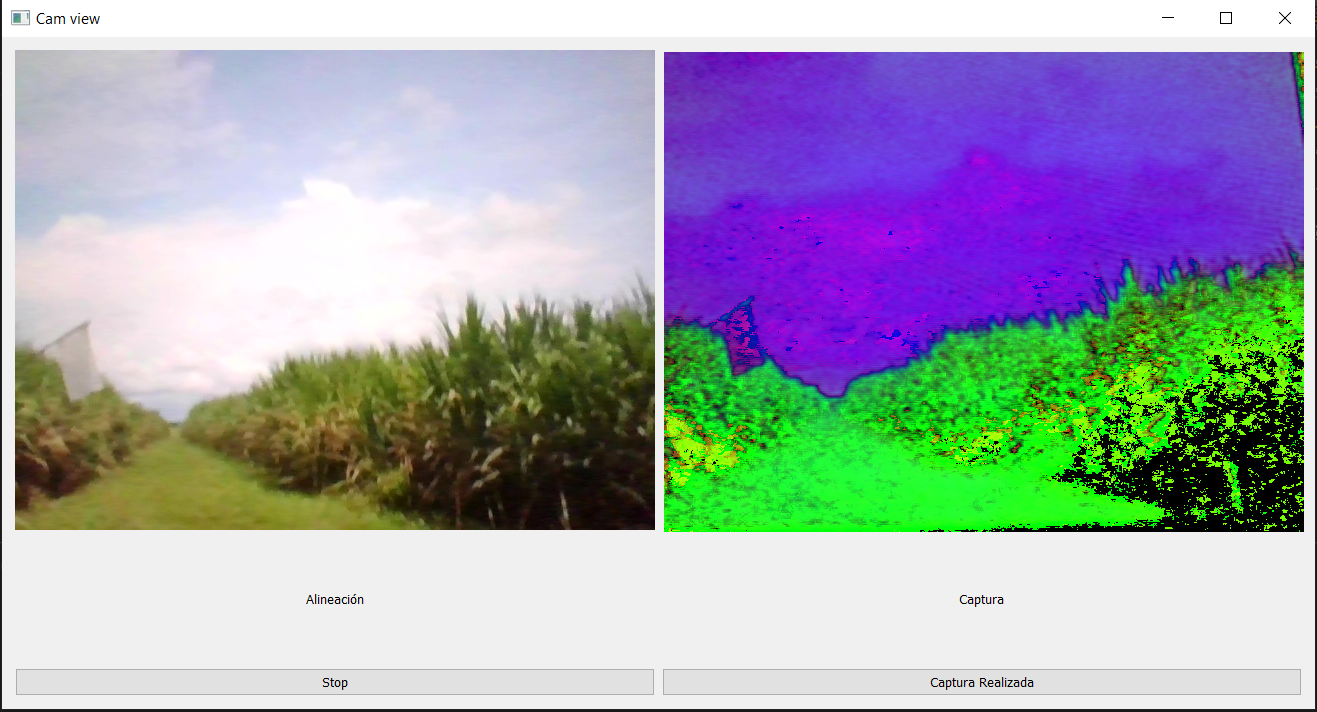 Cam view
Alineación
Captura
Stop
Captura Realizada